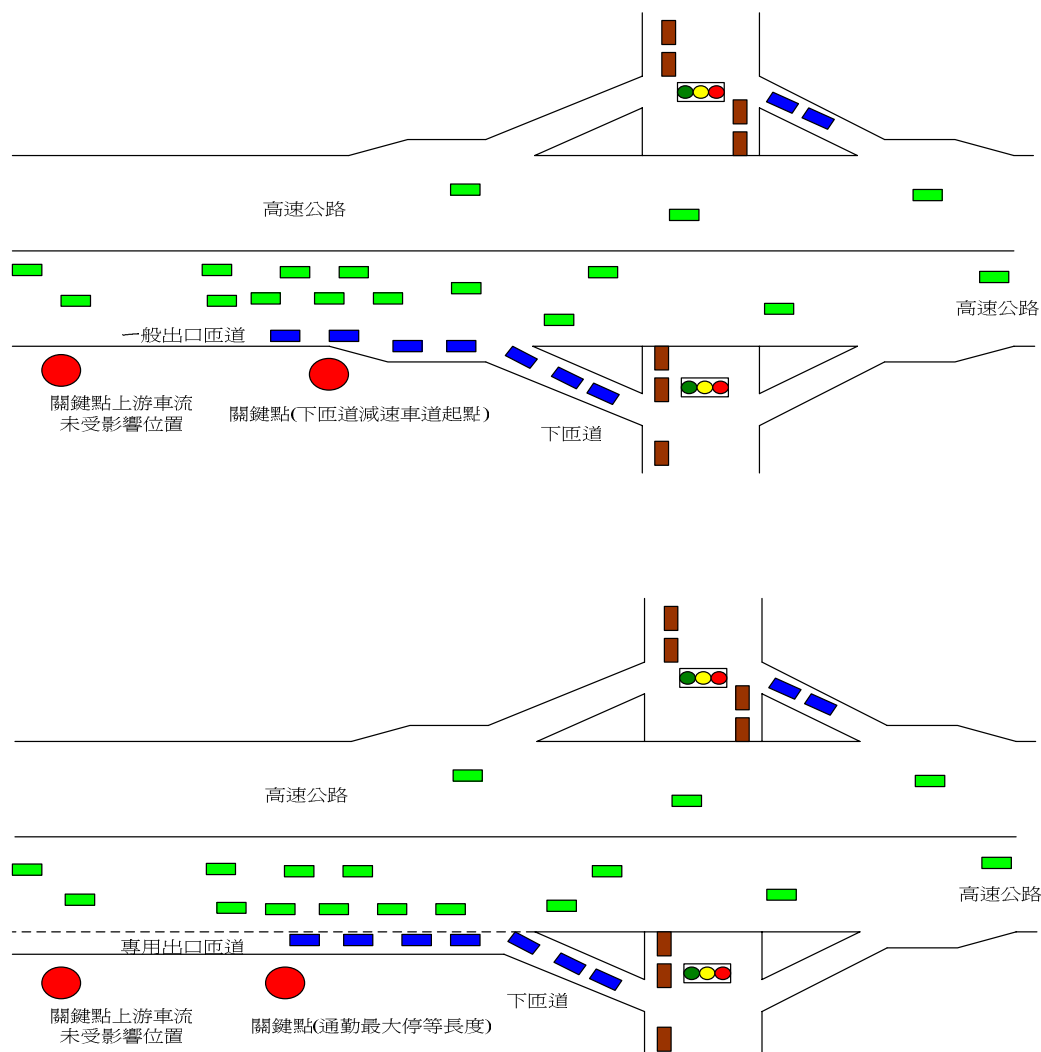 高速公路
高速公路
一般出口匝道
關鍵點上游車流
未受影響位置
關鍵點(下匝道減速車道起點)
下匝道
高速公路
高速公路
專用出口匝道
下匝道
關鍵點上游車流
未受影響位置
關鍵點(通勤最大停等長度)